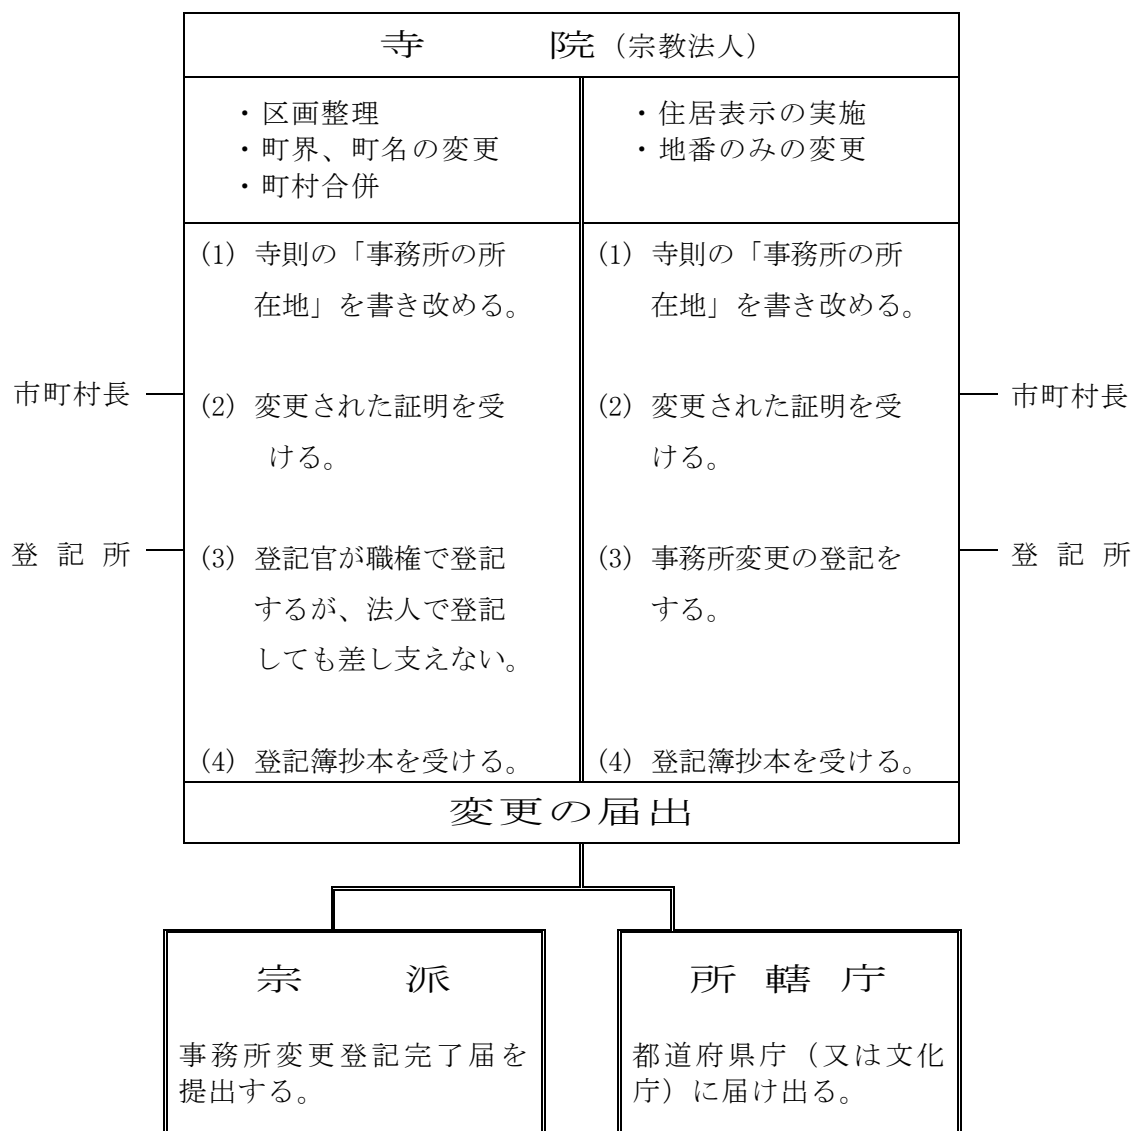 寺　院（宗教法人）
・区画整理
・町界、町名の変更
・町村合併
・住居表示の実施
・地番のみの変更
(1) 寺則の「事務所の所
在地」を書き改める。
市町村長
(2) 変更された証明を受
ける。
登記所
(3) 登記官が職権で登記
するが、法人で登記
しても差し支えない。
(4) 登記簿抄本を受ける。
(1) 寺則の「事務所の所
在地」を書き改める。
市町村長
(2) 変更された証明を受
ける。
登記所
(3) 事務所変更の登記を
する。
(4) 登記簿抄本を受ける。
変更の届出
宗　派
事務所変更登記完了届を
提出する。
所轄庁
都道府県庁（又は文化
庁）に届け出る。